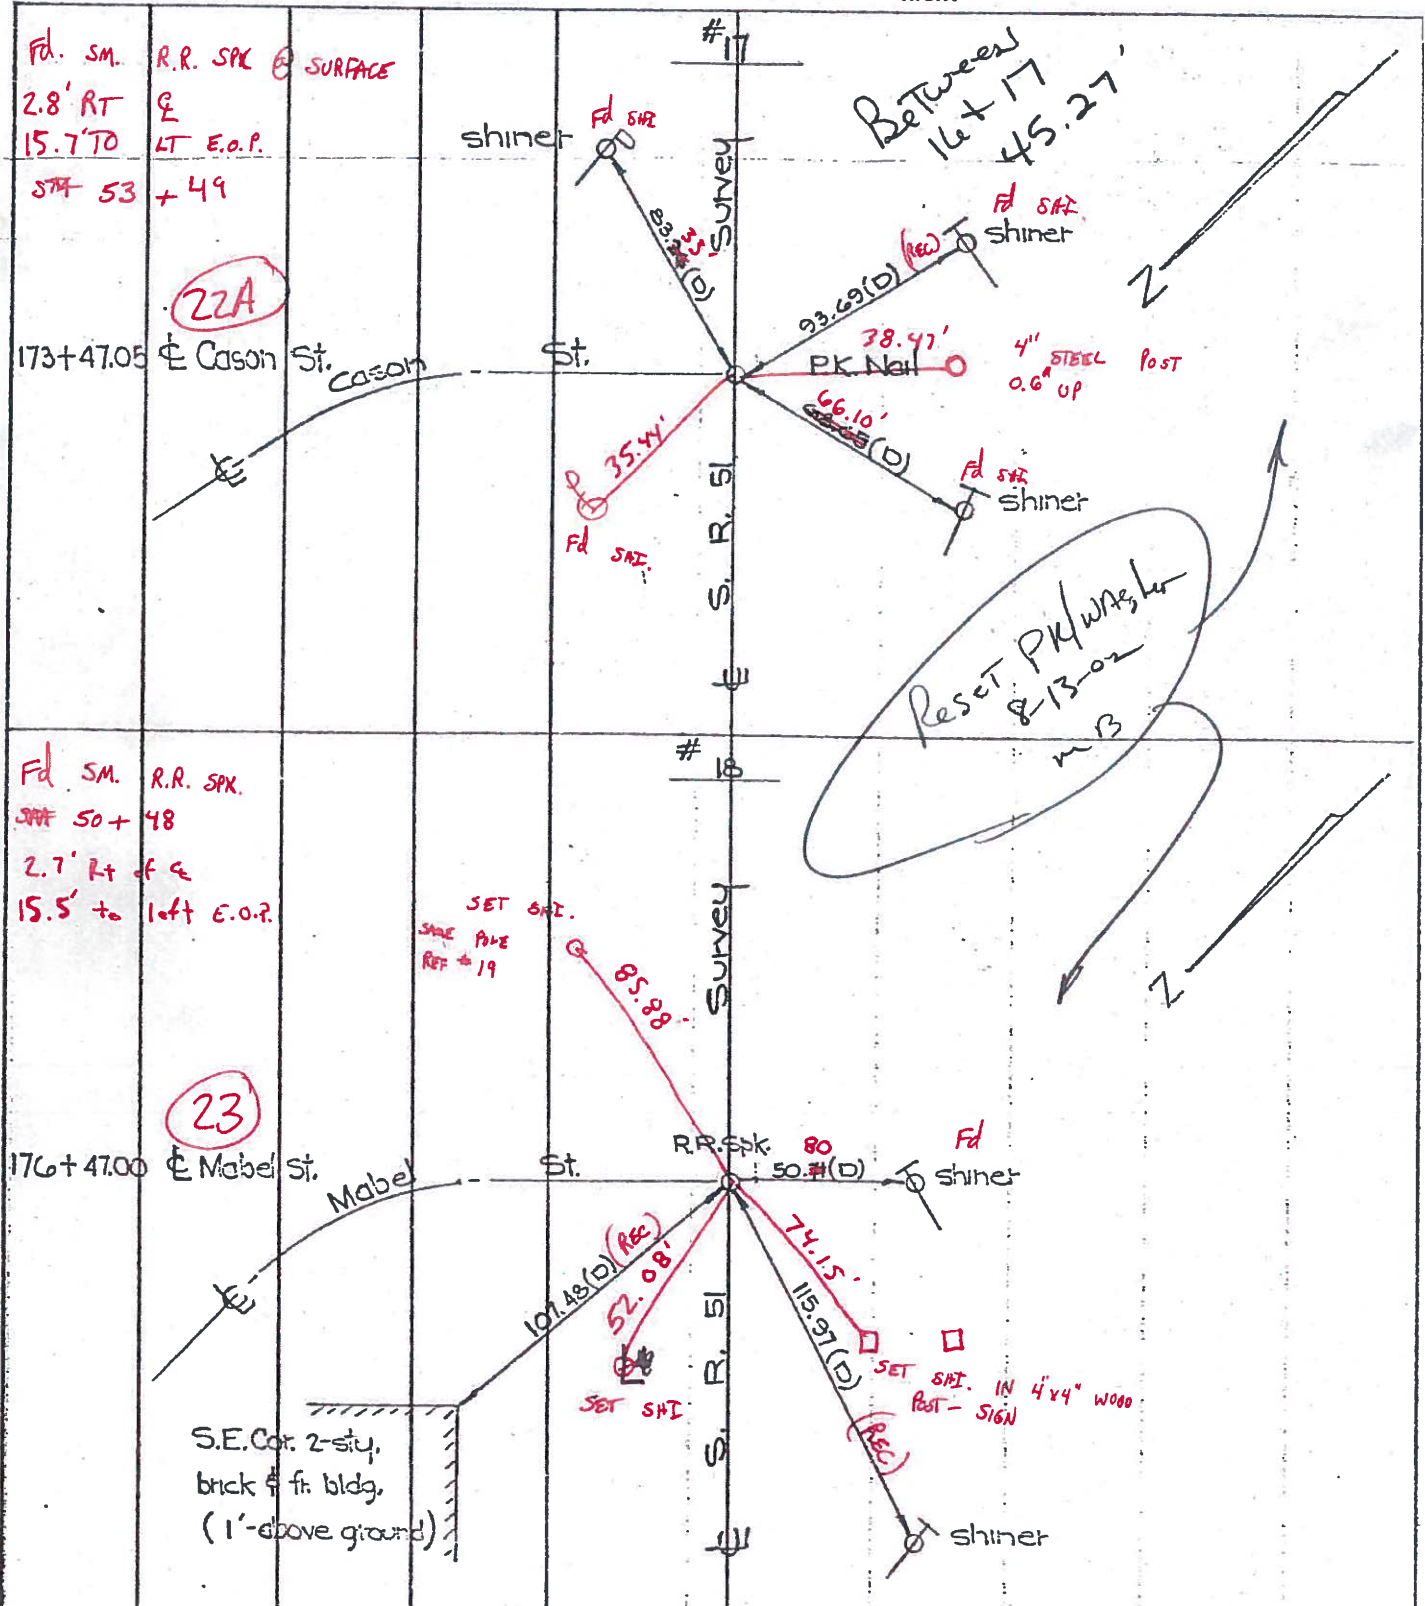 Fd. SM. R.R. SPK @ SURFACE
2.8' RT ℄
15.7' TO LT E.O.P.
STA 53 + 49
#17
Between
16+17
45.27'
shiner
Fd SHI
83. 35' (D)
Survey
Fd SHI.
shiner
93.69(D) (REC)
N
22A
173+47.05 ℄ Cason St.
Cason St.
38.47'
P.K. Nail
4" STEEL POST
0.6" UP
66.10' (D)
35.44'
℄
Fd SHI
shiner
Fd SHI.
℄ S. R. 51
Reset PK/Washer
8-13-02
mB
Fd SM. R.R. SPK.
STA 50+48
2.7' Rt of ℄
15.5' to left E.O.P.
#18
SET SHI.
SAME POLE
REF #19
85.88'
Survey
N
23
176+47.00 ℄ Mabel St.
Mabel St.
R.R. Spk.
80
50.71(D)
Fd
shiner
107.48(D) (REC)
52.08'
74.15'
115.97(D)
(REC)
℄
SET SHI
SET SHI. IN 4"x4" WOOD
POST - SIGN
S.E. Cor. 2-sty.
brick & fr. bldg.
(1'-above ground)
℄ S. R. 51
shiner